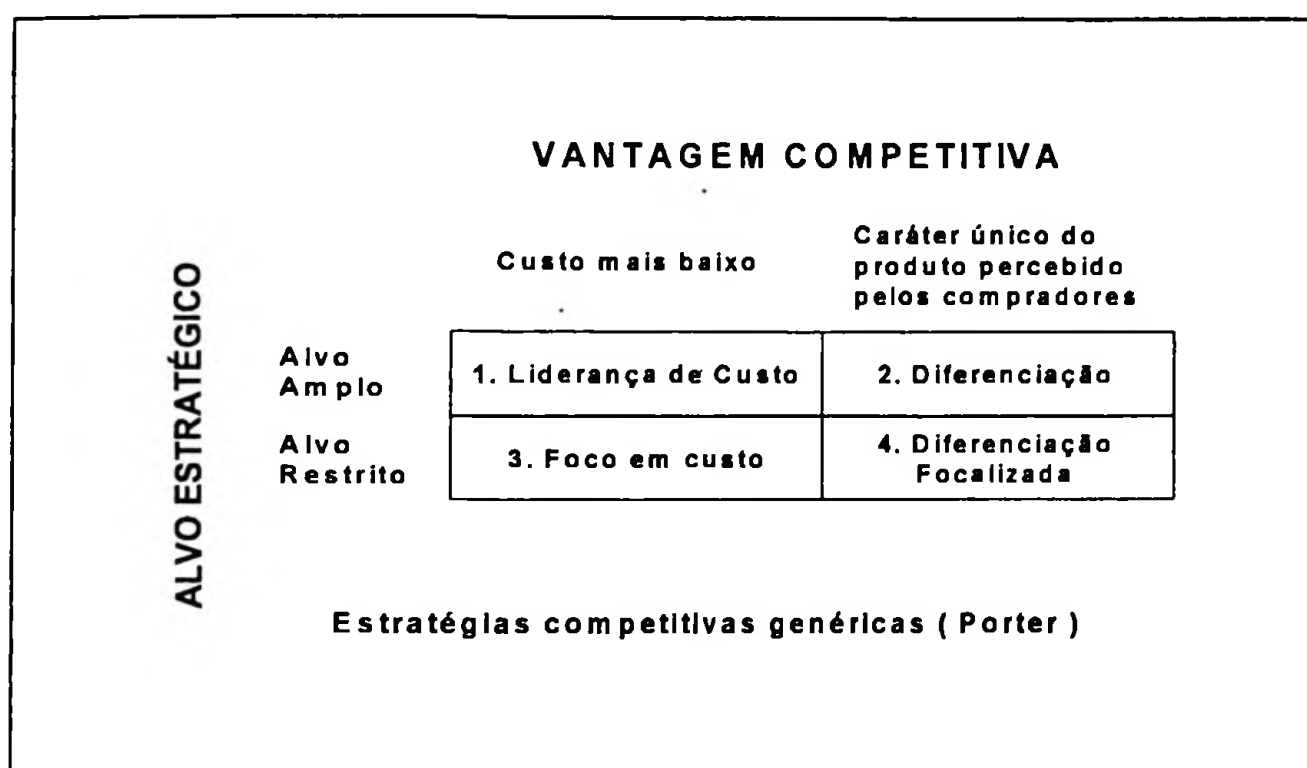 VANTAGEM COMPETITIVA
Custo mais baixo
Caráter único do
produto percebido
pelos compradores
ALVO ESTRATÉGICO
Alvo
Amplo
1. Liderança de Custo
2. Diferenciação
Alvo
Restrito
3. Foco em custo
4. Diferenciação
Focalizada
Estratégias competitivas genéricas ( Porter )